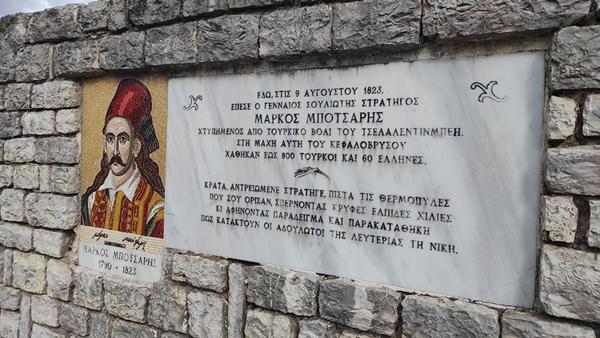 ΕΔΩ, ΣΤΙΣ 9 ΑΥΓΟΥΣΤΟΥ 1823,
ΕΠΕΣΕ Ο ΓΕΝΝΑΙΟΣ ΣΟΥΛΙΩΤΗΣ ΣΤΡΑΤΗΓΟΣ
ΜΑΡΚΟΣ ΜΠΟΤΣΑΡΗΣ
ΧΤΥΠΗΜΕΝΟΣ ΑΠΟ ΤΟΥΡΚΙΚΟ ΒΟΛΙ ΤΟΥ ΤΣΕΛΑΛΕΝΤΙΝΜΠΕΗ.
ΣΤΗ ΜΑΧΗ ΑΥΤΗ ΤΟΥ ΚΕΦΑΛΟΒΡΥΣΟΥ
ΧΑΘΗΚΑΝ ΕΩΣ 800 ΤΟΥΡΚΟΙ ΚΑΙ 60 ΕΛΛΗΝΕΣ.
ΚΡΑΤΑ, ΑΝΤΡΕΙΩΜΕΝΕ ΣΤΡΑΤΗΓΕ, ΠΙΣΤΑ ΤΙΣ ΘΕΡΜΟΠΥΛΕΣ
ΠΟΥ ΣΟΥ ΟΡΙΣΑΝ, ΣΠΕΡΝΟΝΤΑΣ ΚΡΥΦΕΣ ΕΛΠΙΔΕΣ ΧΙΛΙΕΣ
ΚΙ ΑΦΗΝΟΝΤΑΣ ΠΑΡΑΔΕΙΓΜΑ ΚΑΙ ΠΑΡΑΚΑΤΑΘΗΚΗ
ΠΩΣ ΚΑΤΑΚΤΟΥΝ ΟΙ ΑΔΟΥΛΩΤΟΙ ΤΗΣ ΛΕΥΤΕΡΙΑΣ ΤΗ ΝΙΚΗ.
ΜΑΡΚΟΣ ΜΠΟΤΣΑΡΗΣ
1790 - 1823